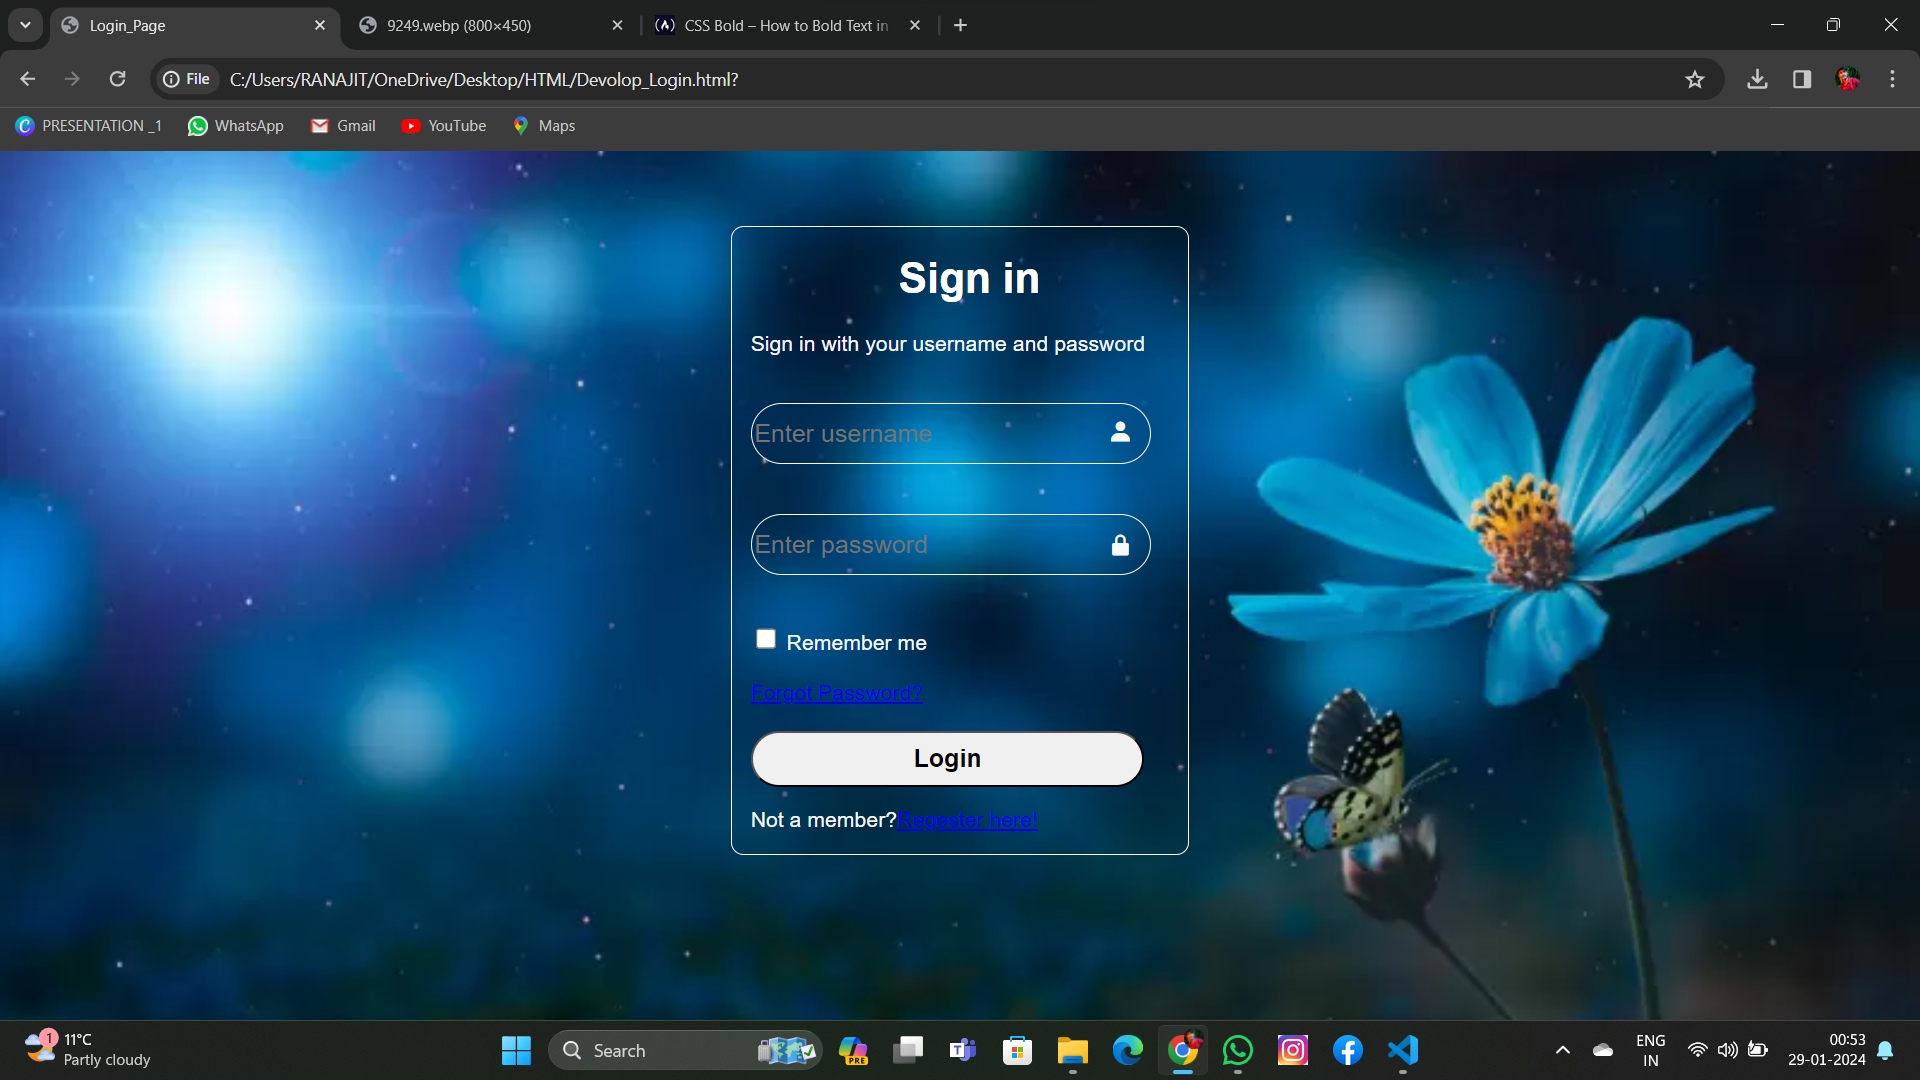 Login_Page
9249.webp (800×450)
CSS Bold – How to Bold Text in
File
C:/Users/RANAJIT/OneDrive/Desktop/HTML/Devolop_Login.html?
PRESENTATION _1
WhatsApp
Gmail
YouTube
Maps
Sign in
Sign in with your username and password
Enter username
Enter password
Remember me
Forgot Password?
Login
Not a member?Regester here!
1
11°C
Partly cloudy
Search
PRE
ENG
IN
00:53
29-01-2024